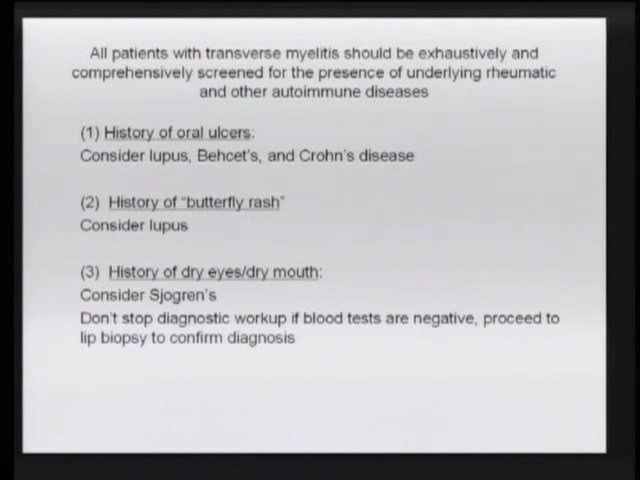 All patients with transverse myelitis should be exhaustively and
comprehensively screened for the presence of underlying rheumatic
and other autoimmune diseases
(1) History of oral ulcers:
Consider lupus, Behcet's, and Crohn's disease
(2) History of "butterfly rash"
Consider lupus
(3) History of dry eyes/dry mouth:
Consider Sjogren's
Don't stop diagnostic workup if blood tests are negative, proceed to
lip biopsy to confirm diagnosis